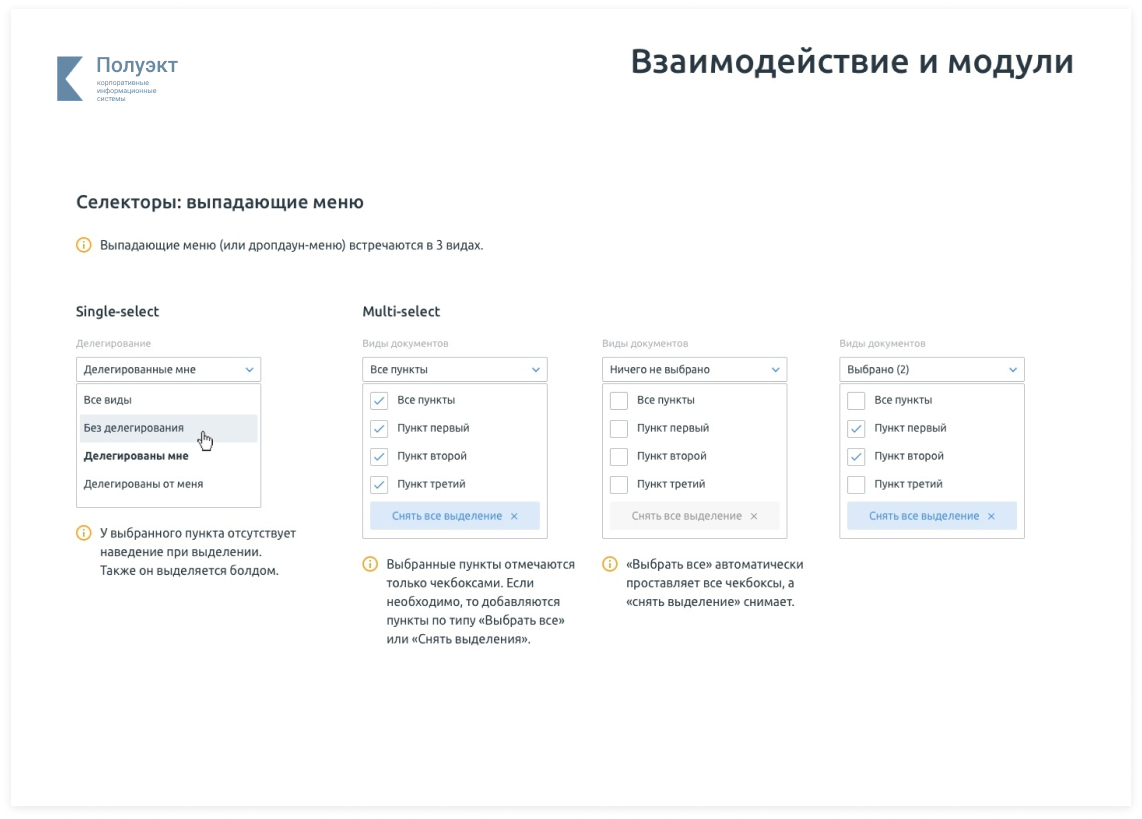 Полуэкт
корпоративные
информационные
системы
Взаимодействие и модули
Селекторы: выпадающие меню
Выпадающие меню (или дропдаун-меню) встречаются в 3 видах.
Single-select
Делегирование
Делегированные мне
Все виды
Без делегирования
Делегированы мне
Делегированы от меня
У выбранного пункта отсутствует
наведение при выделении.
Также он выделяется болдом.
Multi-select
Виды документов
Все пункты
Все пункты
Пункт первый
Пункт второй
Пункт третий
Снять все выделение ×
Выбранные пункты отмечаются
только чекбоксами. Если
необходимо, то добавляются
пункты по типу «Выбрать все»
или «Снять выделения».
Виды документов
Ничего не выбрано
Все пункты
Пункт первый
Пункт второй
Пункт третий
Снять все выделение ×
«Выбрать все» автоматически
проставляет все чекбоксы, а
«снять выделение» снимает.
Виды документов
Выбрано (2)
Все пункты
Пункт первый
Пункт второй
Пункт третий
Снять все выделение ×